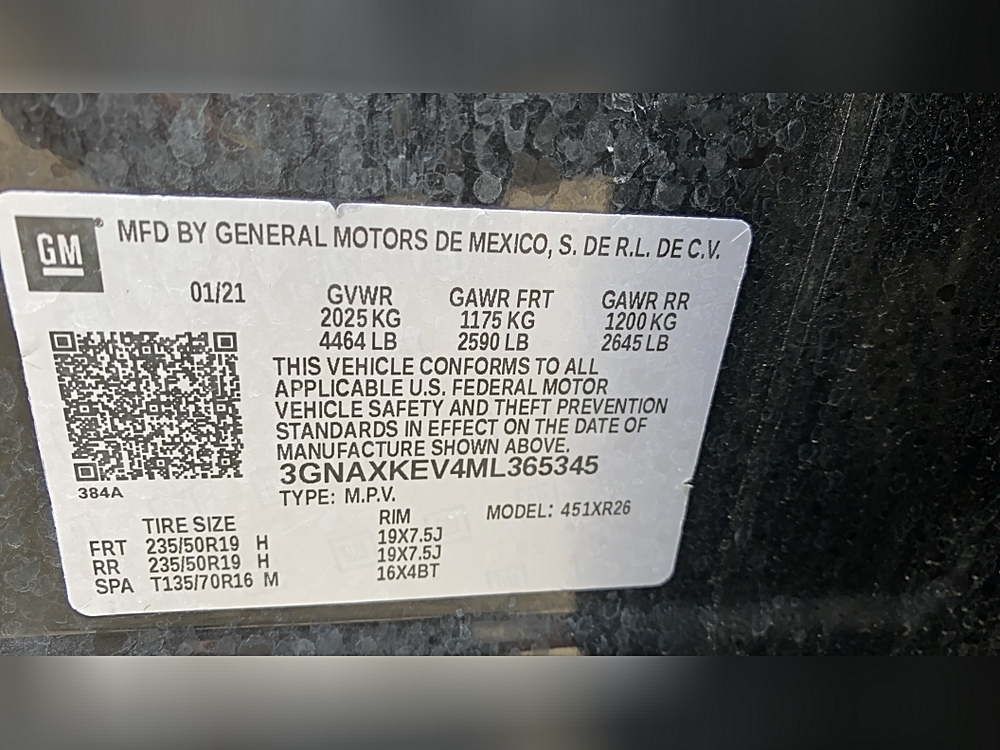 GM® MFD BY GENERAL MOTORS DE MEXICO, S. DE R.L. DE C.V.
01/21 GVWR GAWR FRT GAWR RR
2025 KG 1175 KG 1200 KG
4464 LB 2590 LB 2645 LB
THIS VEHICLE CONFORMS TO ALL
APPLICABLE U.S. FEDERAL MOTOR
VEHICLE SAFETY AND THEFT PREVENTION
STANDARDS IN EFFECT ON THE DATE OF
MANUFACTURE SHOWN ABOVE.
3GNAXKEV4ML365345
384A
TYPE: M.P.V.
MODEL: 451XR26
TIRE SIZE RIM
FRT 235/50R19 H 19X7.5J
RR 235/50R19 H 19X7.5J
SPA T135/70R16 M 16X4BT